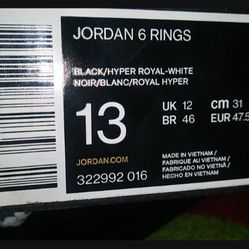 JORDAN 6 RINGS
BLACK/HYPER ROYAL-WHITE
NOIR/BLANC/ROYAL HYPER
13
UK 12 cm 31
BR 46 EUR 47.5
JORDAN.COM
322992 016
MADE IN VIETNAM /
FABRIQUE AU VIETNAM /
FABRICADO NO VIETNÃ /
HECHO EN VIETNAM